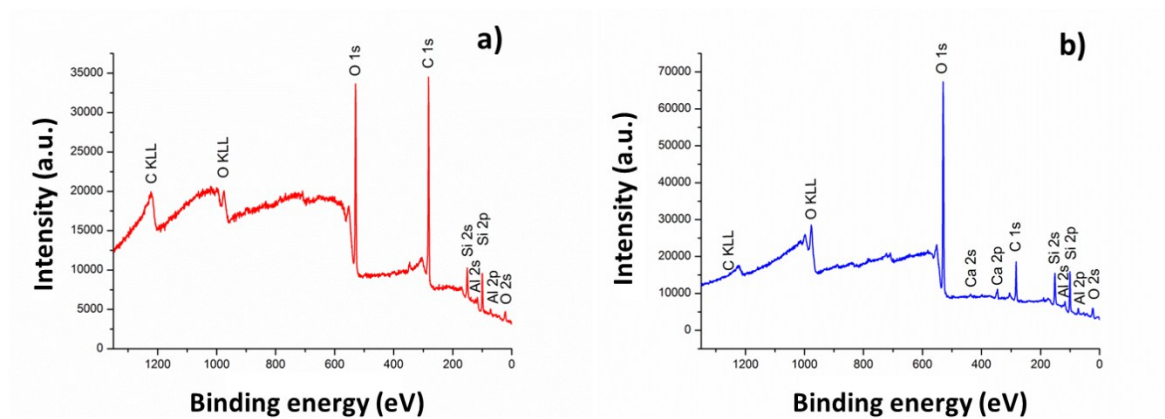 a)
Intensity (a.u.)
35000
30000
25000
20000
15000
10000
5000
0
C KLL
O KLL
O 1s
C 1s
Si 2s
Al 2s
Si 2p
Al 2p
O 2s
1200 1000 800 600 400 200 0
Binding energy (eV)
b)
Intensity (a.u.)
70000
60000
50000
40000
30000
20000
10000
0
C KLL
O KLL
O 1s
Ca 2s
Ca 2p
C 1s
Si 2s
Al 2s
Si 2p
Al 2p
O 2s
1200 1000 800 600 400 200 0
Binding energy (eV)